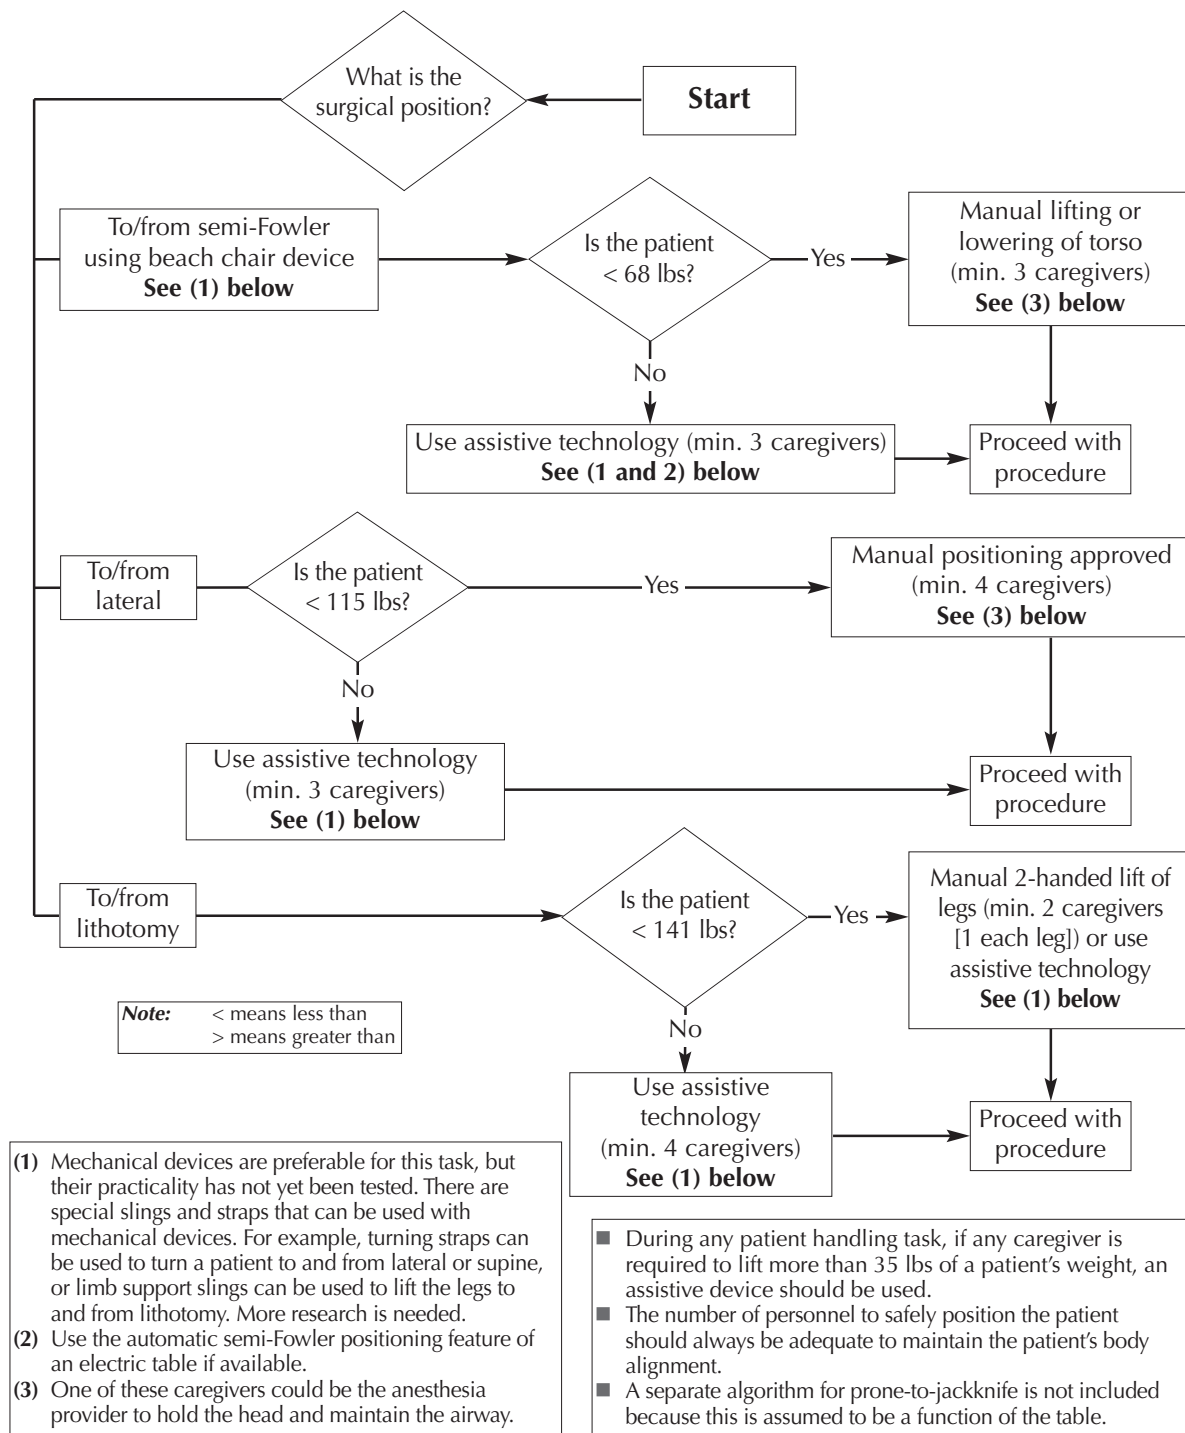 What is the
surgical position?
Start
To/from semi-Fowler
using beach chair device
See (1) below
Is the patient
< 68 lbs?
Yes
Manual lifting or
lowering of torso
(min. 3 caregivers)
See (3) below
No
Use assistive technology (min. 3 caregivers)
See (1 and 2) below
Proceed with
procedure
To/from
lateral
Is the patient
< 115 lbs?
Yes
Manual positioning approved
(min. 4 caregivers)
See (3) below
No
Use assistive technology
(min. 3 caregivers)
See (1) below
Proceed with
procedure
To/from
lithotomy
Is the patient
< 141 lbs?
Yes
Manual 2-handed lift of
legs (min. 2 caregivers
[1 each leg]) or use
assistive technology
See (1) below
No
Use assistive
technology
(min. 4 caregivers)
See (1) below
Proceed with
procedure
Note: < means less than
> means greater than
(1) Mechanical devices are preferable for this task, but
their practicality has not yet been tested. There are
special slings and straps that can be used with
mechanical devices. For example, turning straps can
be used to turn a patient to and from lateral or supine,
or limb support slings can be used to lift the legs to
and from lithotomy. More research is needed.
(2) Use the automatic semi-Fowler positioning feature of
an electric table if available.
(3) One of these caregivers could be the anesthesia
provider to hold the head and maintain the airway.
■ During any patient handling task, if any caregiver is
required to lift more than 35 lbs of a patient's weight, an
assistive device should be used.
■ The number of personnel to safely position the patient
should always be adequate to maintain the patient's body
alignment.
■ A separate algorithm for prone-to-jackknife is not included
because this is assumed to be a function of the table.